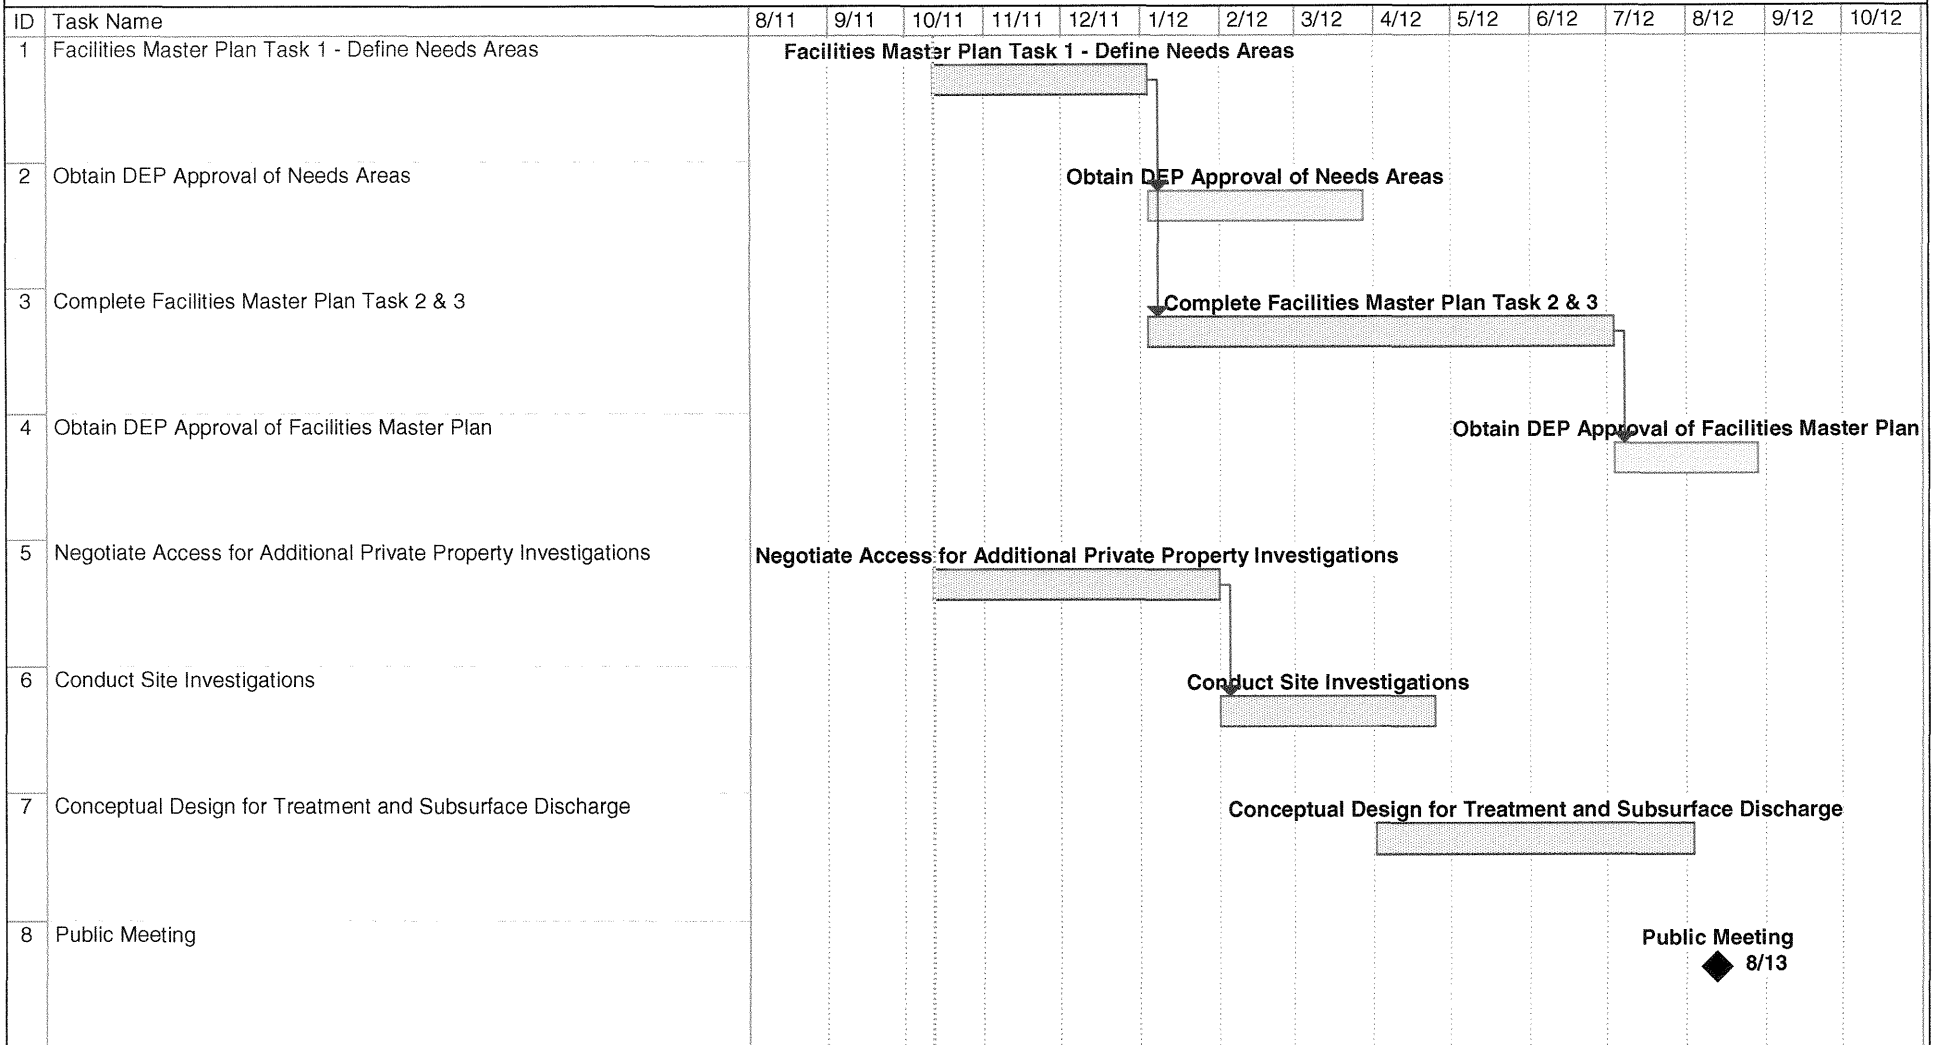 ID Task Name 8/11 9/11 10/11 11/11 12/11 1/12 2/12 3/12 4/12 5/12 6/12 7/12 8/12 9/12 10/12
1 Facilities Master Plan Task 1 - Define Needs Areas Facilities Master Plan Task 1 - Define Needs Areas
2 Obtain DEP Approval of Needs Areas Obtain DEP Approval of Needs Areas
3 Complete Facilities Master Plan Task 2 & 3 Complete Facilities Master Plan Task 2 & 3
4 Obtain DEP Approval of Facilities Master Plan Obtain DEP Approval of Facilities Master Plan
5 Negotiate Access for Additional Private Property Investigations Negotiate Access for Additional Private Property Investigations
6 Conduct Site Investigations Conduct Site Investigations
7 Conceptual Design for Treatment and Subsurface Discharge Conceptual Design for Treatment and Subsurface Discharge
8 Public Meeting Public Meeting
8/13